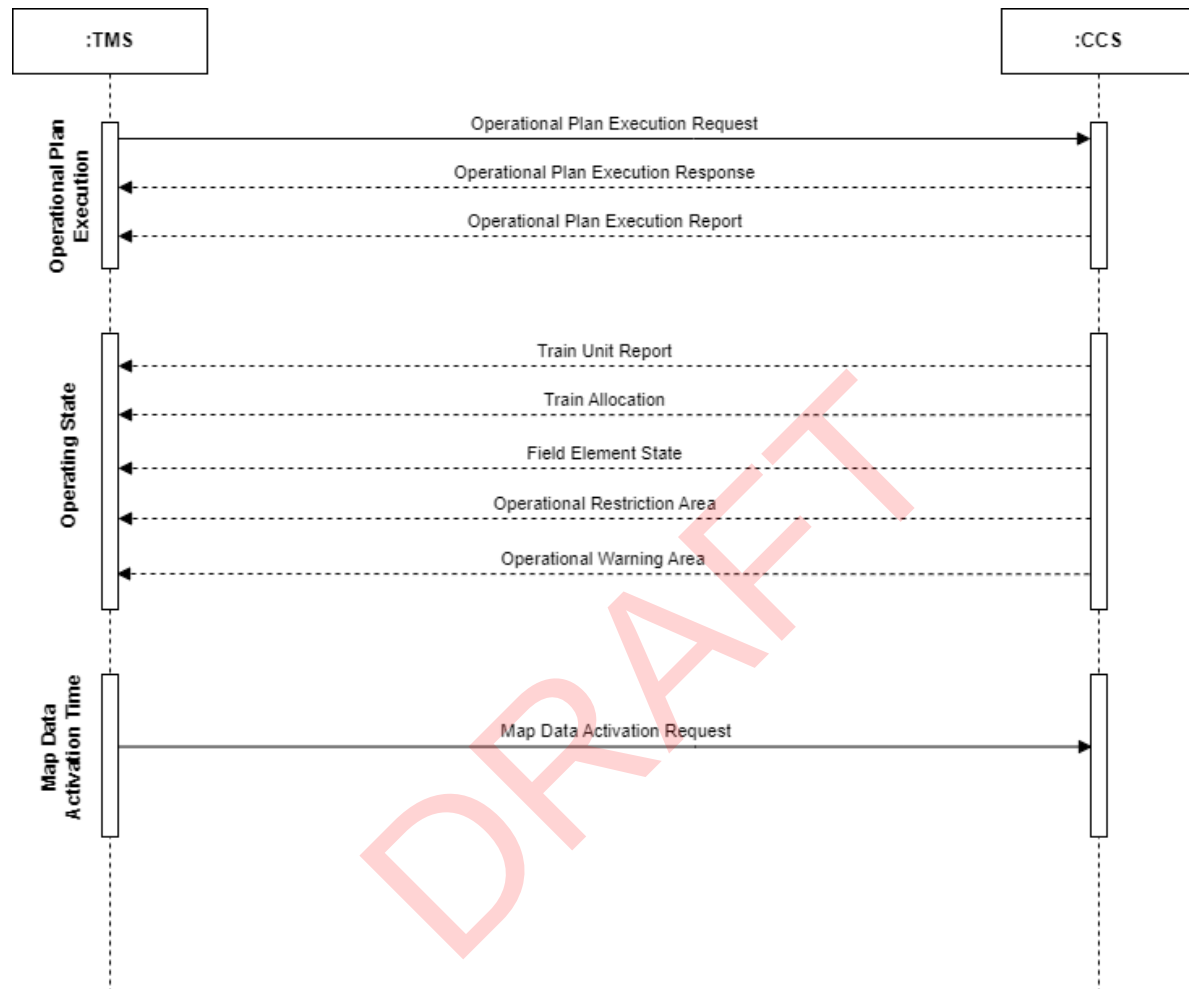 :TMS
:CCS
Operational Plan
Execution
Operational Plan Execution Request
Operational Plan Execution Response
Operational Plan Execution Report
Operating State
Train Unit Report
Train Allocation
Field Element State
Operational Restriction Area
Operational Warning Area
Map Data
Activation Time
Map Data Activation Request
DRAFT